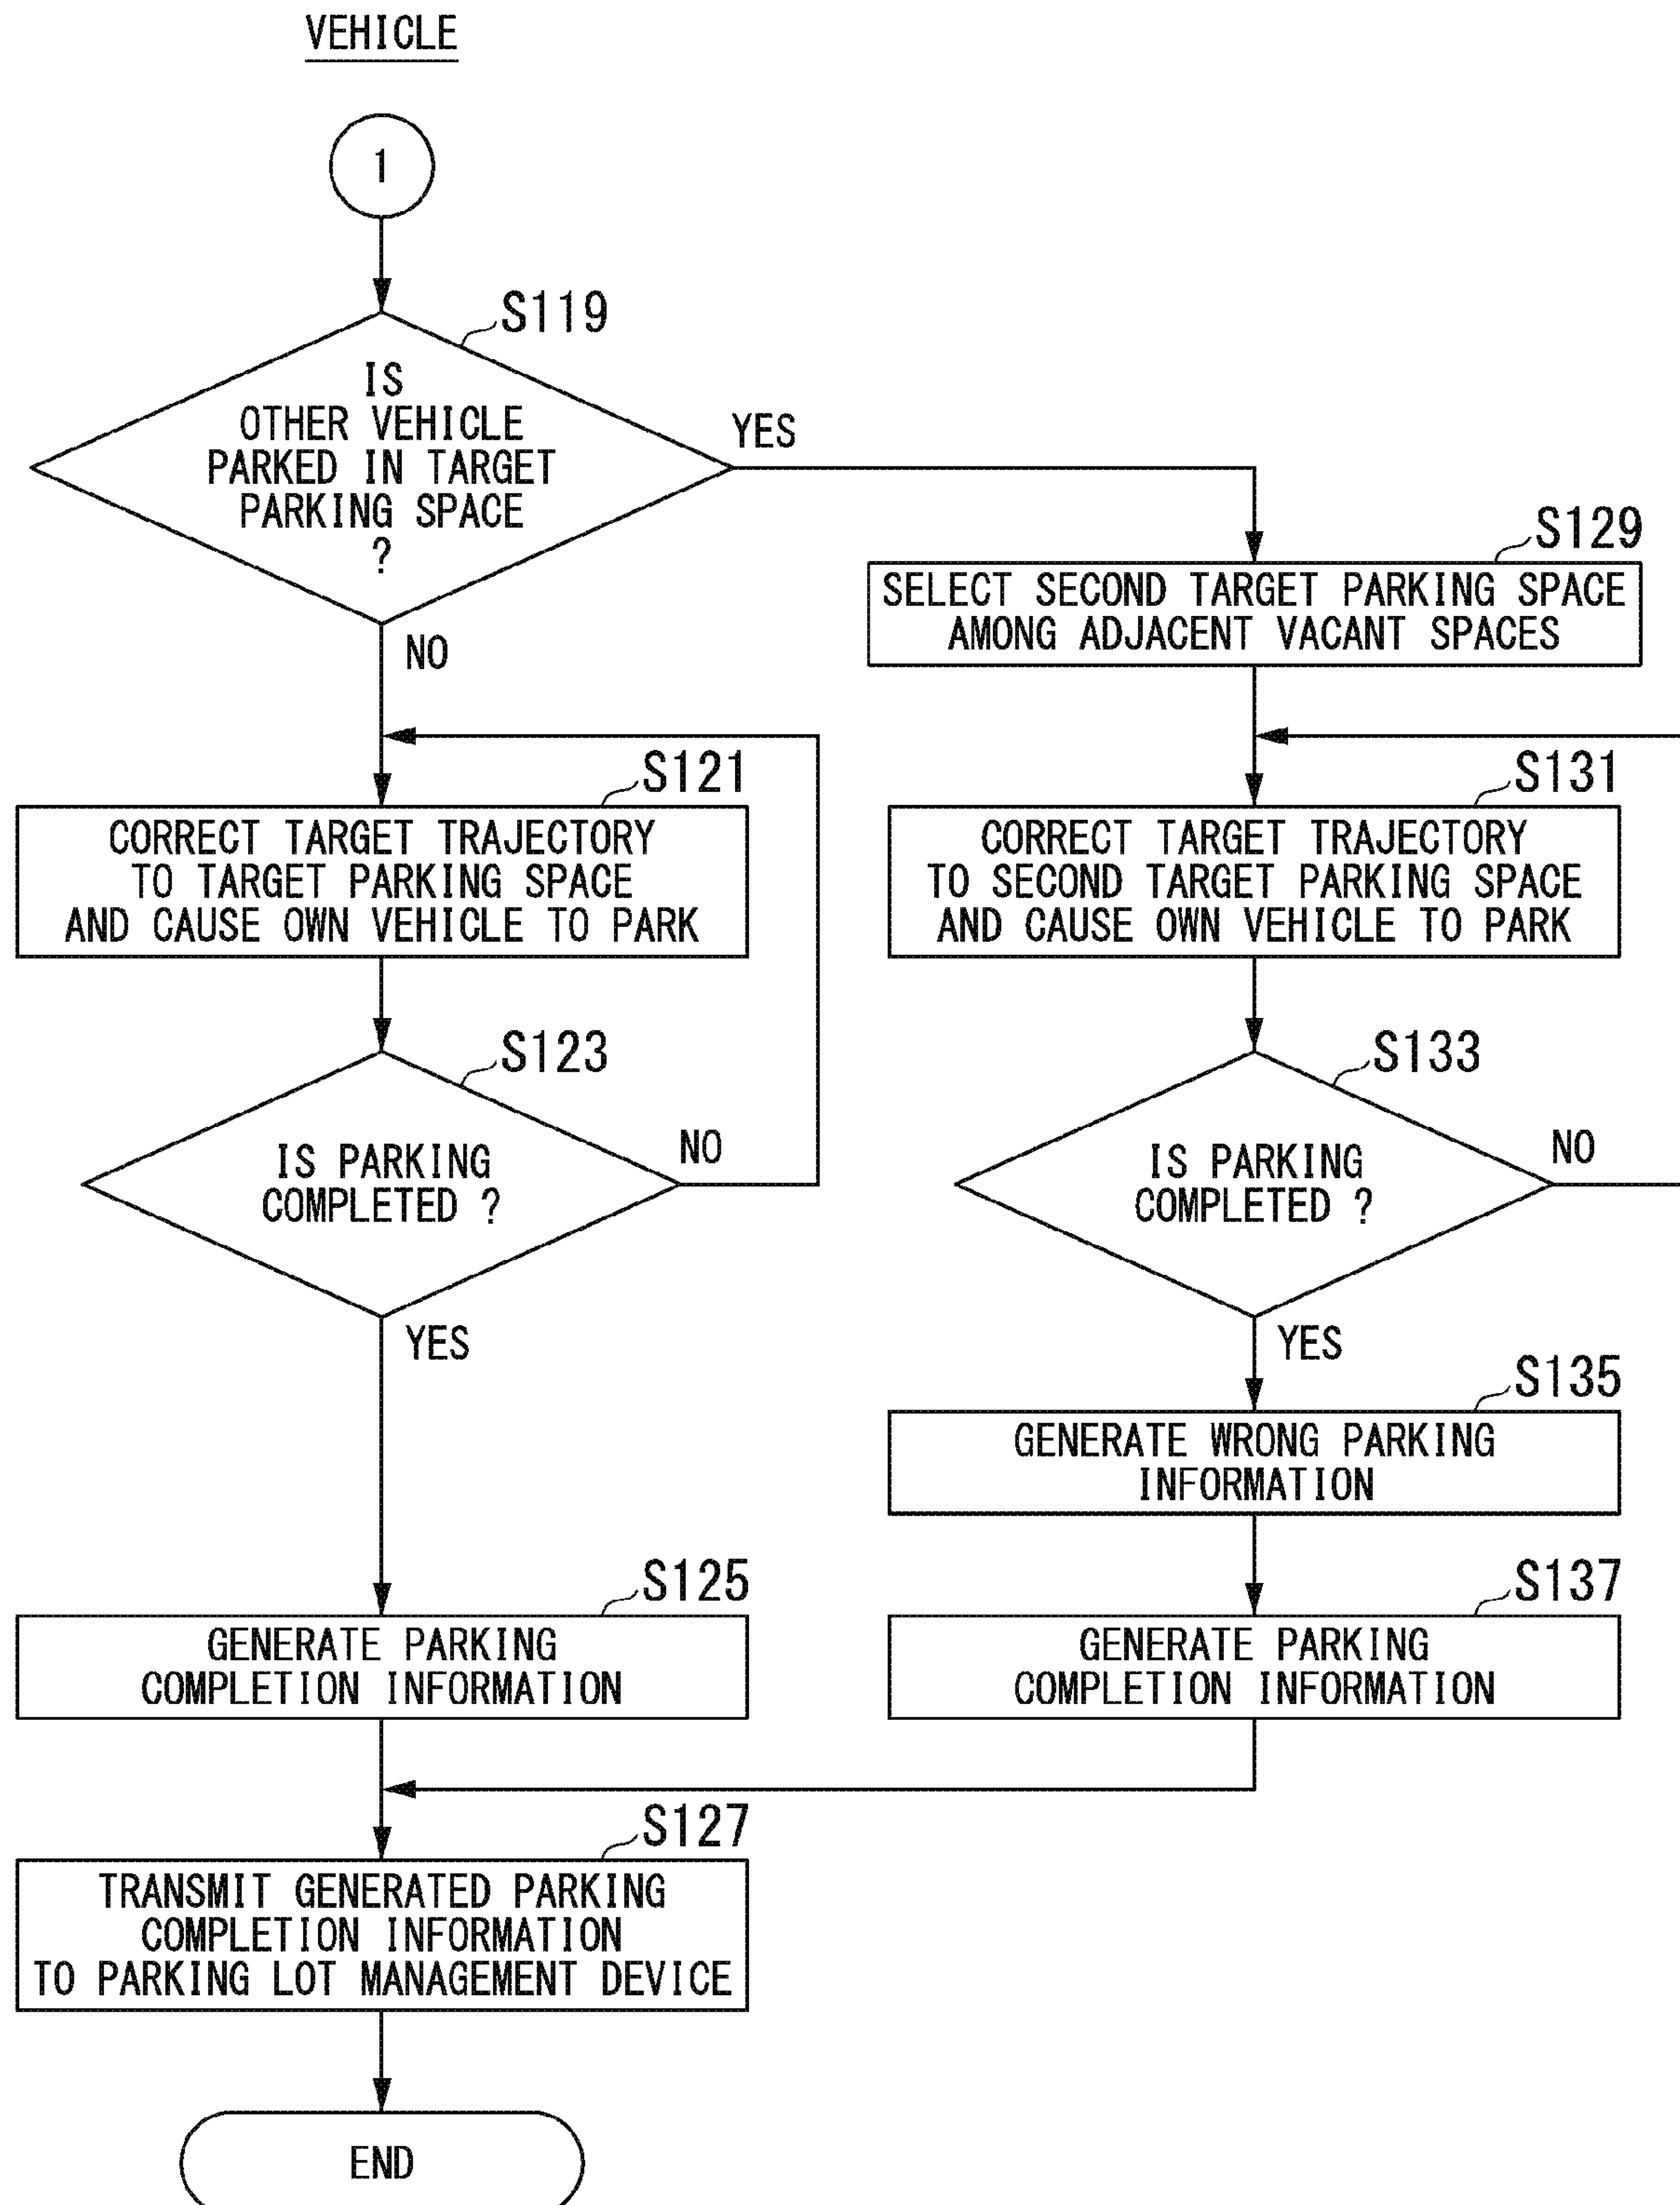 VEHICLE
1
S119
IS
OTHER VEHICLE
PARKED IN TARGET
PARKING SPACE
?
YES
NO
S129
SELECT SECOND TARGET PARKING SPACE
AMONG ADJACENT VACANT SPACES
S121
CORRECT TARGET TRAJECTORY
TO TARGET PARKING SPACE
AND CAUSE OWN VEHICLE TO PARK
S131
CORRECT TARGET TRAJECTORY
TO SECOND TARGET PARKING SPACE
AND CAUSE OWN VEHICLE TO PARK
S123
IS PARKING
COMPLETED ?
NO
YES
S133
IS PARKING
COMPLETED ?
NO
YES
S135
GENERATE WRONG PARKING
INFORMATION
S125
GENERATE PARKING
COMPLETION INFORMATION
S137
GENERATE PARKING
COMPLETION INFORMATION
S127
TRANSMIT GENERATED PARKING
COMPLETION INFORMATION
TO PARKING LOT MANAGEMENT DEVICE
END